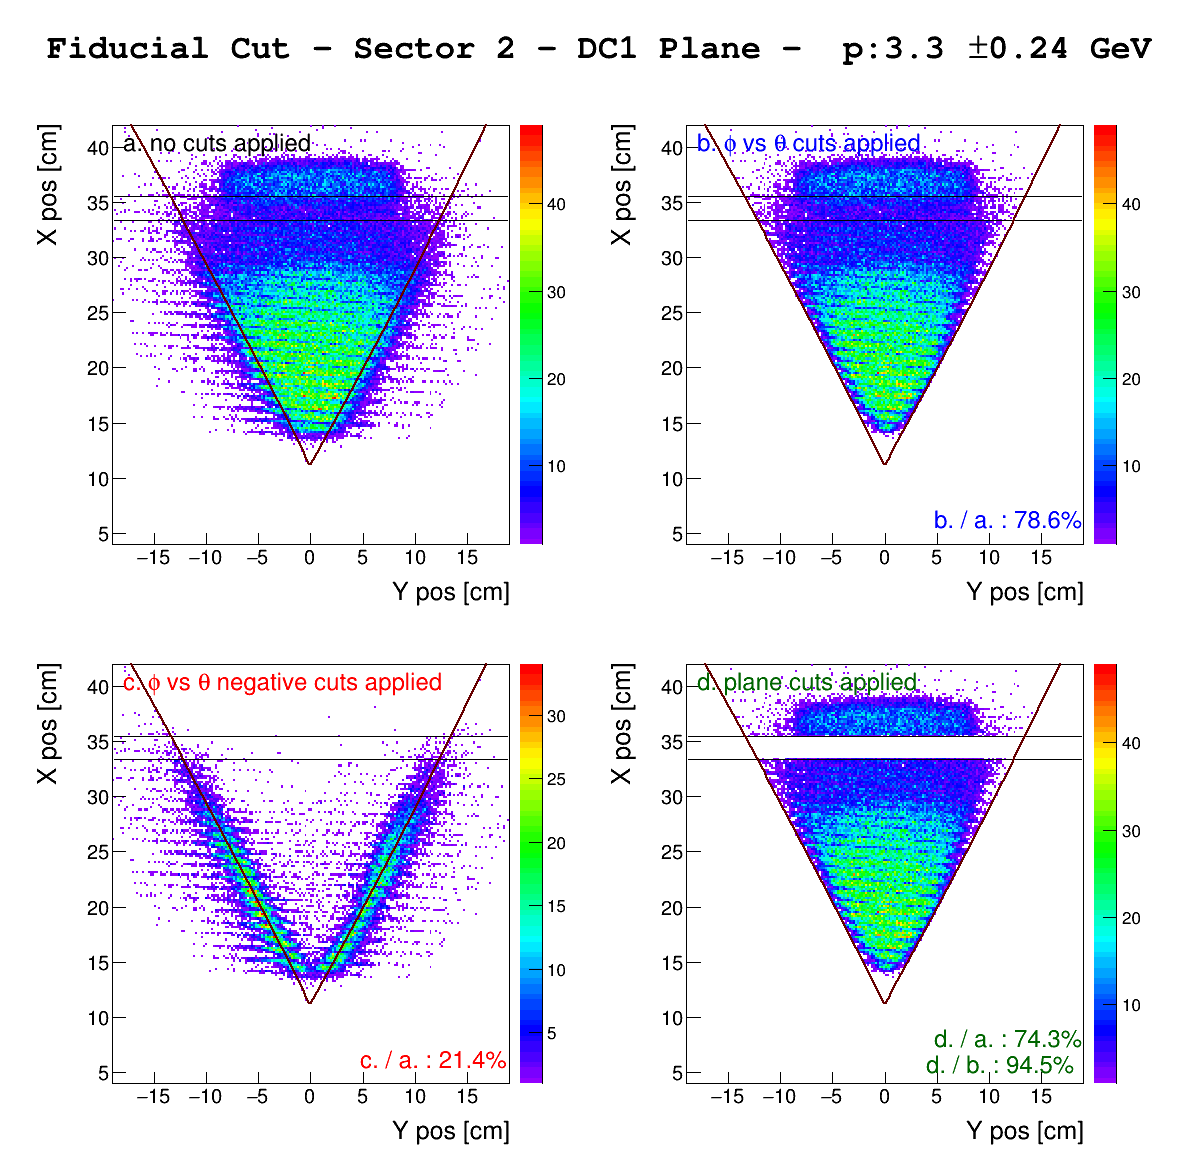 Fiducial Cut – Sector 2 – DC1 Plane – p:3.3 ±0.24 GeV
X pos [cm]
a. no cuts applied
40
35
30
25
20
15
10
5
−15 −10 −5 0 5 10 15
Y pos [cm]
40
30
20
10
X pos [cm]
b. ϕ vs θ cuts applied
40
35
30
25
20
15
10
5
b. / a. : 78.6%
−15 −10 −5 0 5 10 15
Y pos [cm]
40
30
20
10
X pos [cm]
c. ϕ vs θ negative cuts applied
40
35
30
25
20
15
10
5
c. / a. : 21.4%
−15 −10 −5 0 5 10 15
Y pos [cm]
30
25
20
15
10
5
X pos [cm]
d. plane cuts applied
40
35
30
25
20
15
10
5
d. / a. : 74.3%
d. / b. : 94.5%
−15 −10 −5 0 5 10 15
Y pos [cm]
40
30
20
10